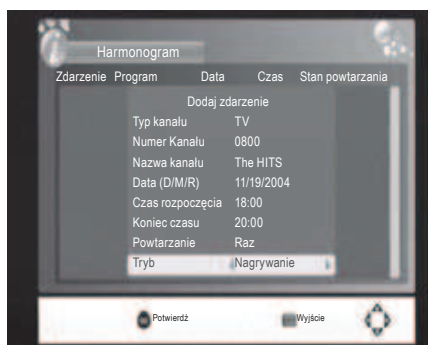 Harmonogram
Zdarzenie Program Data Czas Stan powtarzania
Dodaj zdarzenie
Typ kanału TV
Numer Kanału 0800
Nazwa kanału The HITS
Data (D/M/R) 11/19/2004
Czas rozpoczęcia 18:00
Koniec czasu 20:00
Powtarzanie Raz
Tryb Nagrywanie
Potwierdź Wyjście